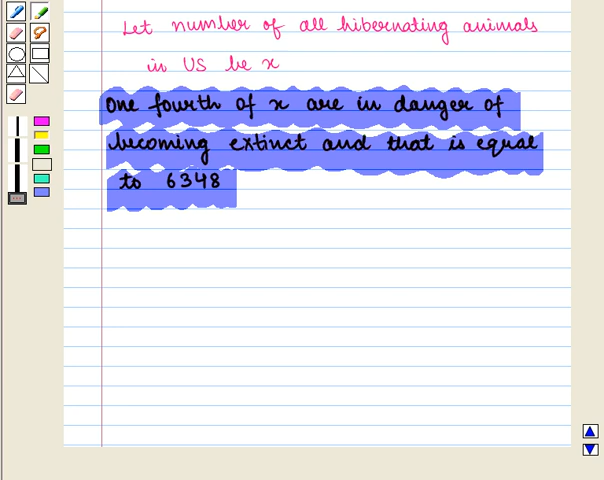 Let number of all hibernating animals
in US be x
One fourth of x are in danger of
becoming extinct and that is equal
to 6348